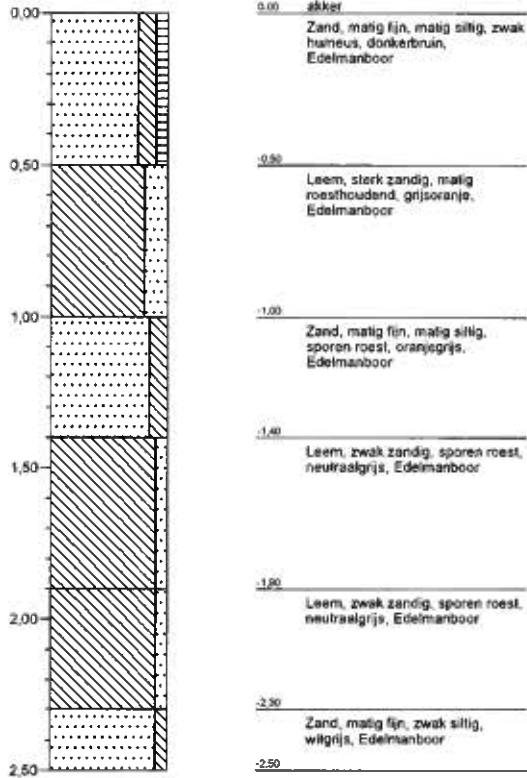 0,00
0,50
1,00
1,50
2,00
2,50
0.00 akker
Zand, matig fijn, matig siltig, zwak
humeus, donkerbruin,
Edelmanboor
-0,50
Leem, sterk zandig, matig
roesthoudend, grijsoranje,
Edelmanboor
-1,00
Zand, matig fijn, matig siltig,
sporen roest, oranjegrijs,
Edelmanboor
-1,40
Leem, zwak zandig, sporen roest,
neutraalgrijs, Edelmanboor
-1,90
Leem, zwak zandig, sporen roest,
neutraalgrijs, Edelmanboor
-2,30
Zand, matig fijn, zwak siltig,
witgrijs, Edelmanboor
-2.50